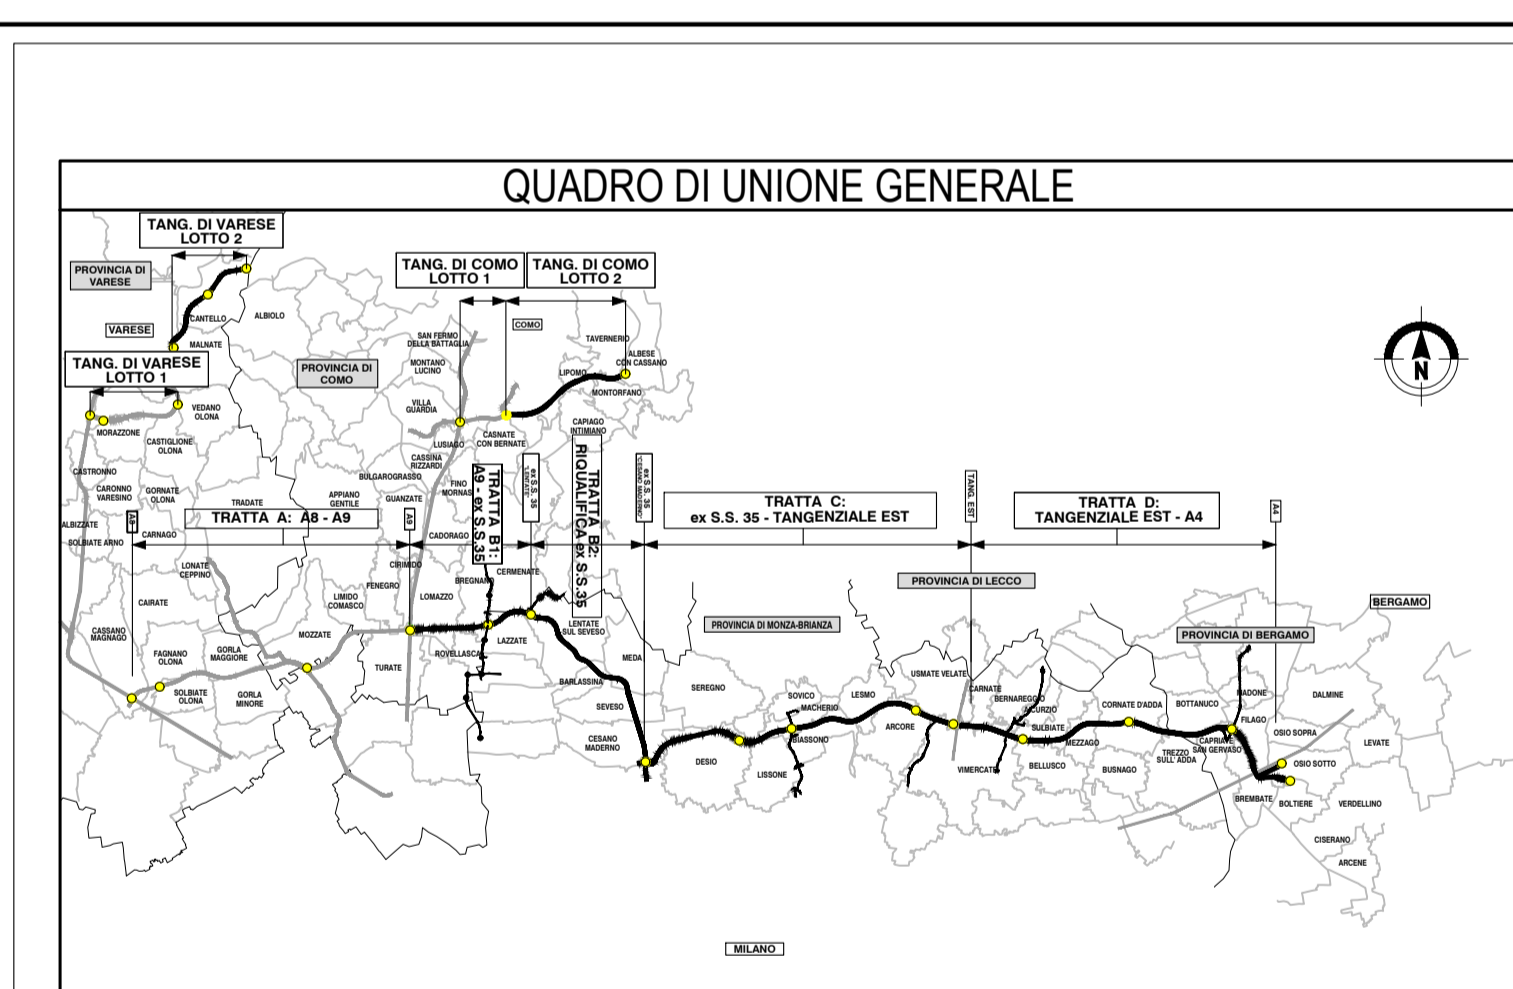 QUADRO DI UNIONE GENERALE
TANG. DI VARESE
LOTTO 2
PROVINCIA DI
VARESE
CANTELLO
ALBIOLO
VARESE
MALNATE
TANG. DI VARESE
LOTTO 1
VEDANO
OLONA
MORAZZONE
CASTIGLIONE
OLONA
CASTRONNO
CARONNO
VARESINO
GORNATE
OLONA
ALBIZZATE
SOLBIATE ARNO
CARNAGO
TRADATE
PROVINCIA DI
COMO
TANG. DI COMO
LOTTO 1
TANG. DI COMO
LOTTO 2
COMO
SAN FERMO
DELLA BATTAGLIA
MONTANO
LUCINO
VILLA
GUARDIA
LUSIAGO
CASNATE
CON BERNATE
CASSINA
RIZZARDI
BULGAROGRASSO
APPIANO
GENTILE
GUANZATE
FINO
MORNAS
TAVERNERIO
ALBESE
CON CASSANO
LIPOMO
MONTORFANO
CAPIAGO
INTIMIANO
A8
TRATTA A: A8 - A9
A9
TRATTA B1:
A9 - ex S.S.35
ex S.S. 35
"LENTATE"
TRATTA B2:
RIQUALIFICA ex S.S.35
ex S.S. 35
"CESANO MADERNO"
TRATTA C:
ex S.S. 35 - TANGENZIALE EST
TANG. EST
TRATTA D:
TANGENZIALE EST - A4
A4
N
CADORAGO
CIRIMIDO
BREGNANO
CERMENATE
LONATE
CEPPINO
FENEGRO
LIMIDO
COMASCO
LOMAZZO
CAIRATE
CASSANO
MAGNAGO
MOZZATE
FAGNANO
OLONA
GORLA
MAGGIORE
SOLBIATE
OLONA
GORLA
MINORE
TURATE
ROVELLASCA
LAZZATE
LENTATE
SUL SEVESO
MEDA
BARLASSINA
SEVESO
CESANO
MADERNO
PROVINCIA DI MONZA-BRIANZA
PROVINCIA DI LECCO
PROVINCIA DI BERGAMO
BERGAMO
SEREGNO
SOVICO
MACHERIO
LESMO
BIASSONO
DESIO
LISSONE
ARCORE
USMATE VELATE
CARNATE
BERNAREGGIO
AICURZIO
SULBIATE
MEZZAGO
VIMERCATE
BELLUSCO
BUSNAGO
CORNATE D'ADDA
BOTTANUCO
TREZZO
SULL' ADDA
CAPRIATE
SAN GERVASO
MADONE
FILAGO
DALMINE
OSIO SOPRA
LEVATE
OSIO SOTTO
BREMBATE
BOLTIERE
VERDELLINO
CISERANO
ARCENE
MILANO